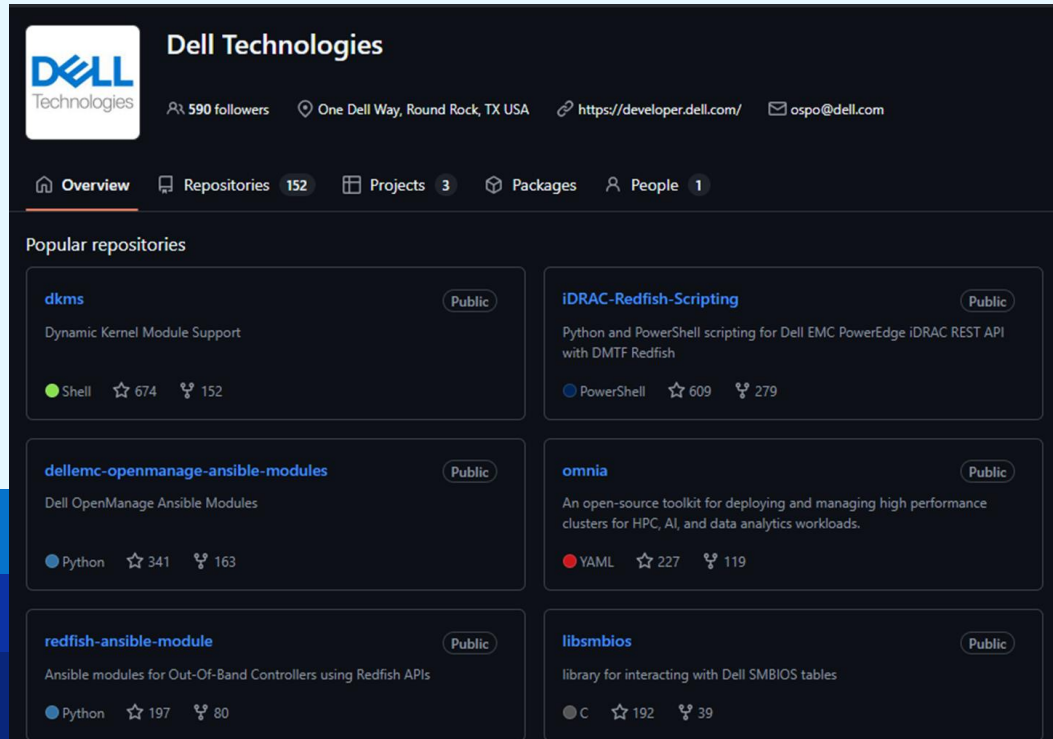 DELL
Technologies
Dell Technologies
590 followers One Dell Way, Round Rock, TX USA https://developer.dell.com/ ospo@dell.com
Overview Repositories 152 Projects 3 Packages People 1
Popular repositories
dkms Public
Dynamic Kernel Module Support
Shell 674 152
iDRAC-Redfish-Scripting Public
Python and PowerShell scripting for Dell EMC PowerEdge iDRAC REST API
with DMTF Redfish
PowerShell 609 279
dellemc-openmanage-ansible-modules Public
Dell OpenManage Ansible Modules
Python 341 163
omnia Public
An open-source toolkit for deploying and managing high performance
clusters for HPC, AI, and data analytics workloads.
YAML 227 119
redfish-ansible-module Public
Ansible modules for Out-Of-Band Controllers using Redfish APIs
Python 197 80
libsmbios Public
library for interacting with Dell SMBIOS tables
C 192 39